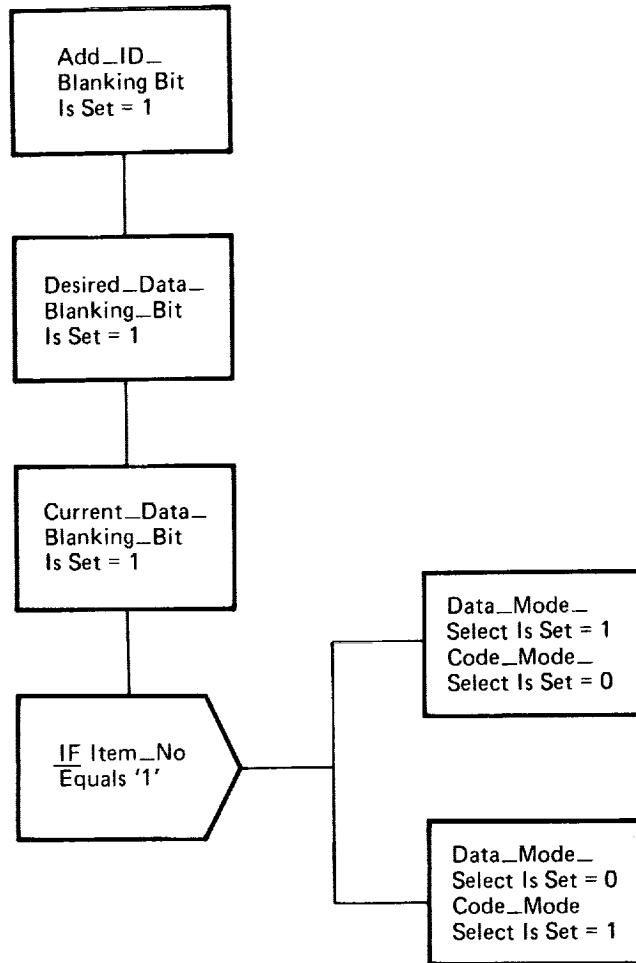 Add_ID_
Blanking Bit
Is Set = 1
Desired_Data_
Blanking_Bit
Is Set = 1
Current_Data_
Blanking_Bit
Is Set = 1
IF Item_No
Equals '1'
Data_Mode_
Select Is Set = 1
Code_Mode_
Select Is Set = 0
Data_Mode_
Select Is Set = 0
Code_Mode
Select Is Set = 1